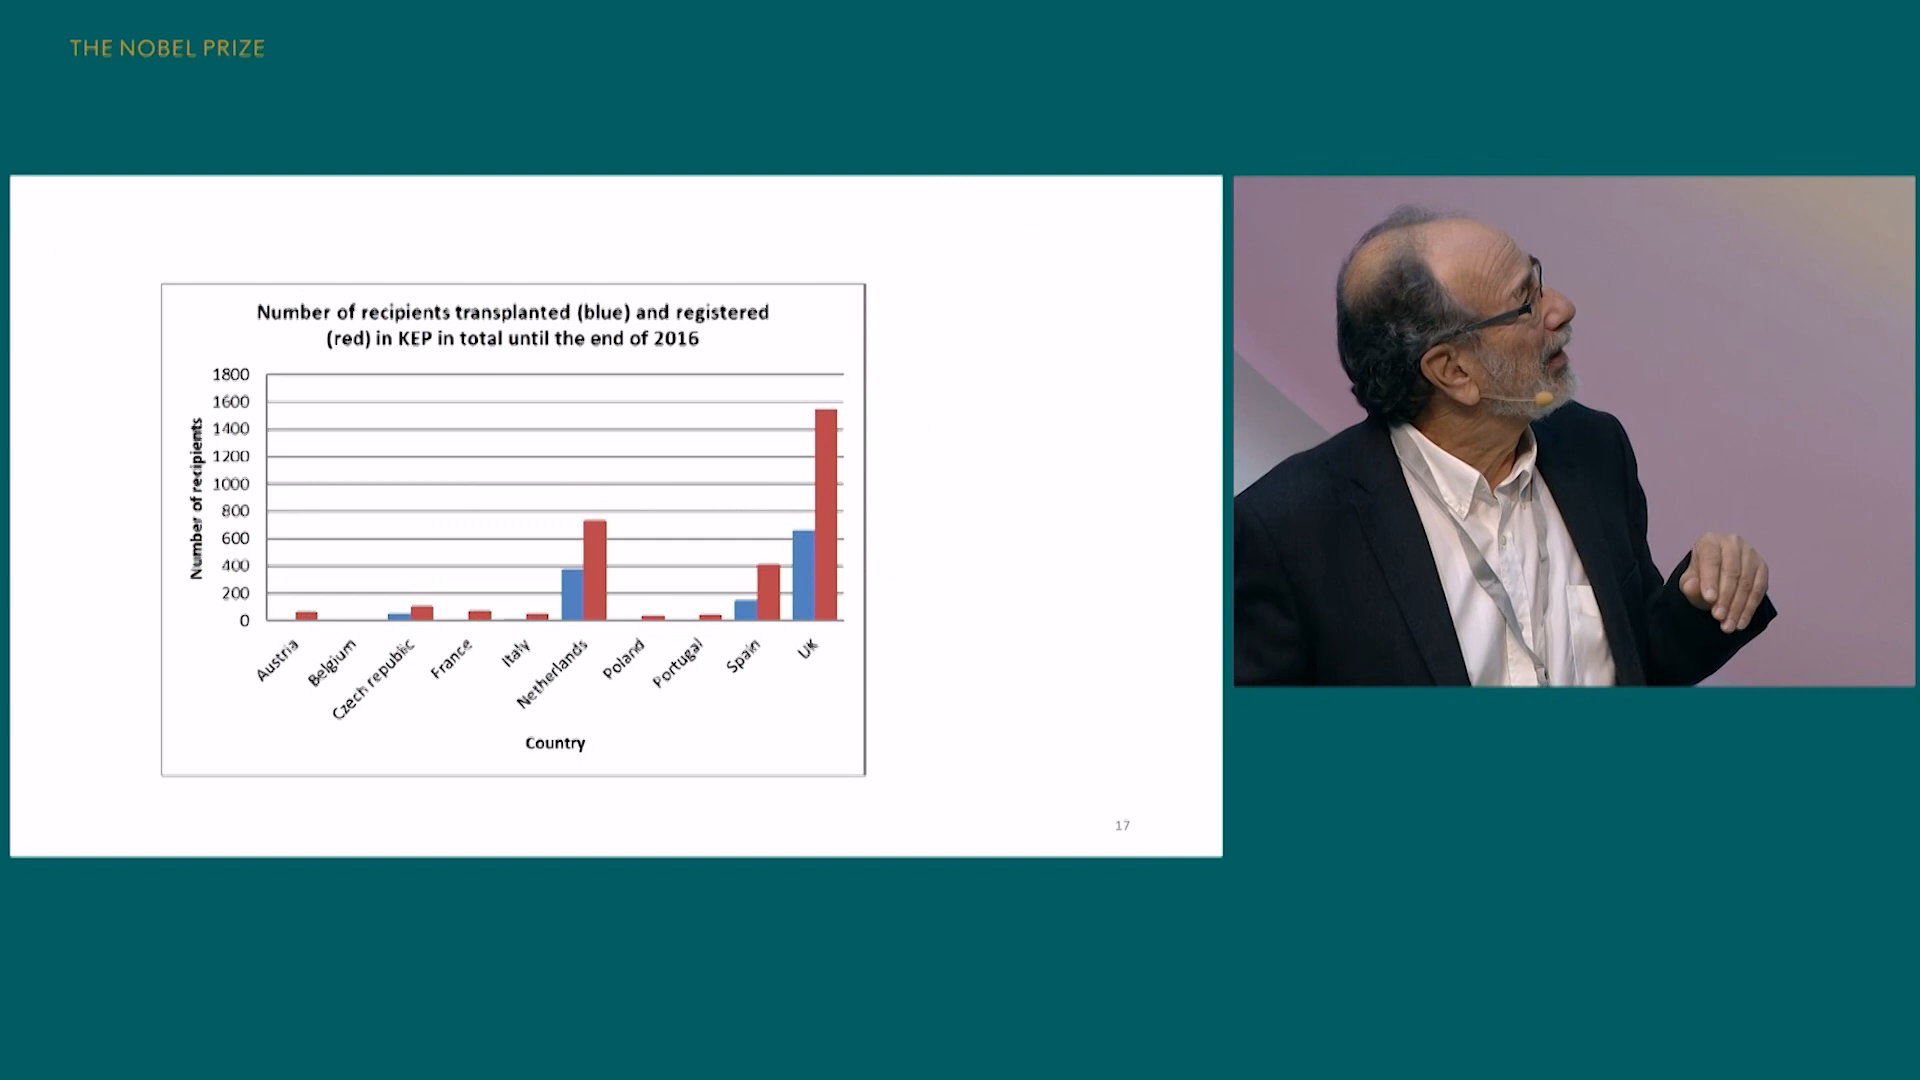 THE NOBEL PRIZE
Number of recipients transplanted (blue) and registered
(red) in KEP in total until the end of 2016
Number of recipients
1800
1600
1400
1200
1000
800
600
400
200
0
Austria
Belgium
Czech republic
France
Italy
Netherlands
Poland
Portugal
Spain
UK
Country
17